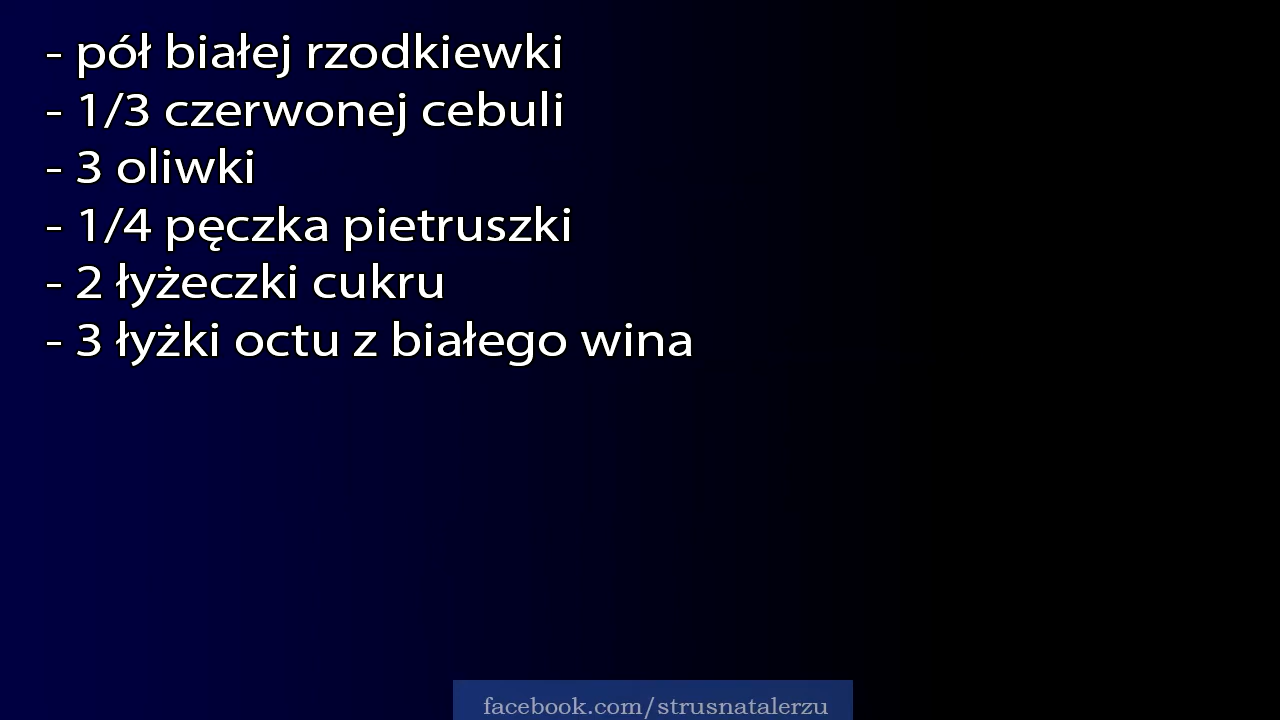 - pół białej rzodkiewki
- 1/3 czerwonej cebuli
- 3 oliwki
- 1/4 pęczka pietruszki
- 2 łyżeczki cukru
- 3 łyżki octu z białego wina
facebook.com/strusnatalerzu